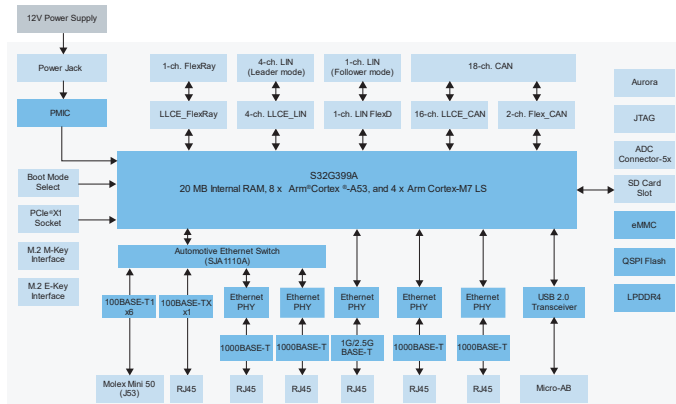 12V Power Supply
Power Jack
PMIC
1-ch. FlexRay
4-ch. LIN
(Leader mode)
1-ch. LIN
(Follower mode)
18-ch. CAN
LLCE_FlexRay
4-ch. LLCE_LIN
1-ch. LIN FlexD
16-ch. LLCE_CAN
2-ch. Flex_CAN
Aurora
JTAG
ADC
Connector-5x
SD Card
Slot
eMMC
QSPI Flash
LPDDR4
S32G399A
20 MB Internal RAM, 8 x Arm®Cortex ®-A53, and 4 x Arm Cortex-M7 LS
Boot Mode
Select
PCIe®X1
Socket
M.2 M-Key
Interface
M.2 E-Key
Interface
Automotive Ethernet Switch
(SJA1110A)
100BASE-T1
x6
100BASE-TX
x1
Ethernet
PHY
Ethernet
PHY
Ethernet
PHY
Ethernet
PHY
Ethernet
PHY
USB 2.0
Transceiver
1000BASE-T
1000BASE-T
1G/2.5G
BASE-T
1000BASE-T
1000BASE-T
Molex Mini 50
(J53)
RJ45
RJ45
RJ45
RJ45
RJ45
RJ45
Micro-AB